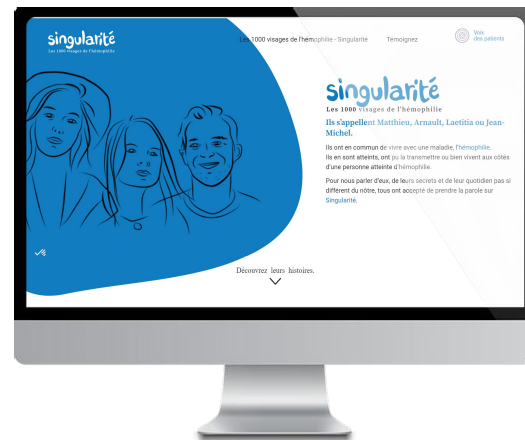 singularité
Les 1000 visages de l'hémophilie
Les 1000 visages de l'hémophilie - Singularité
Témoignez
Voix
des patients
singularité
Les 1000 visages de l'hémophilie
Ils s'appellent Matthieu, Arnault, Laetitia ou Jean-
Michel.
Ils ont en commun de vivre avec une maladie, l'hémophilie.
Ils en sont atteints, ont pu la transmettre ou bien vivent aux côtés
d'une personne atteinte d'hémophilie.
Pour nous parler d'eux, de leurs secrets et de leur quotidien pas si
différent du nôtre, tous ont accepté de prendre la parole sur
Singularité.
Découvrez leurs histoires.